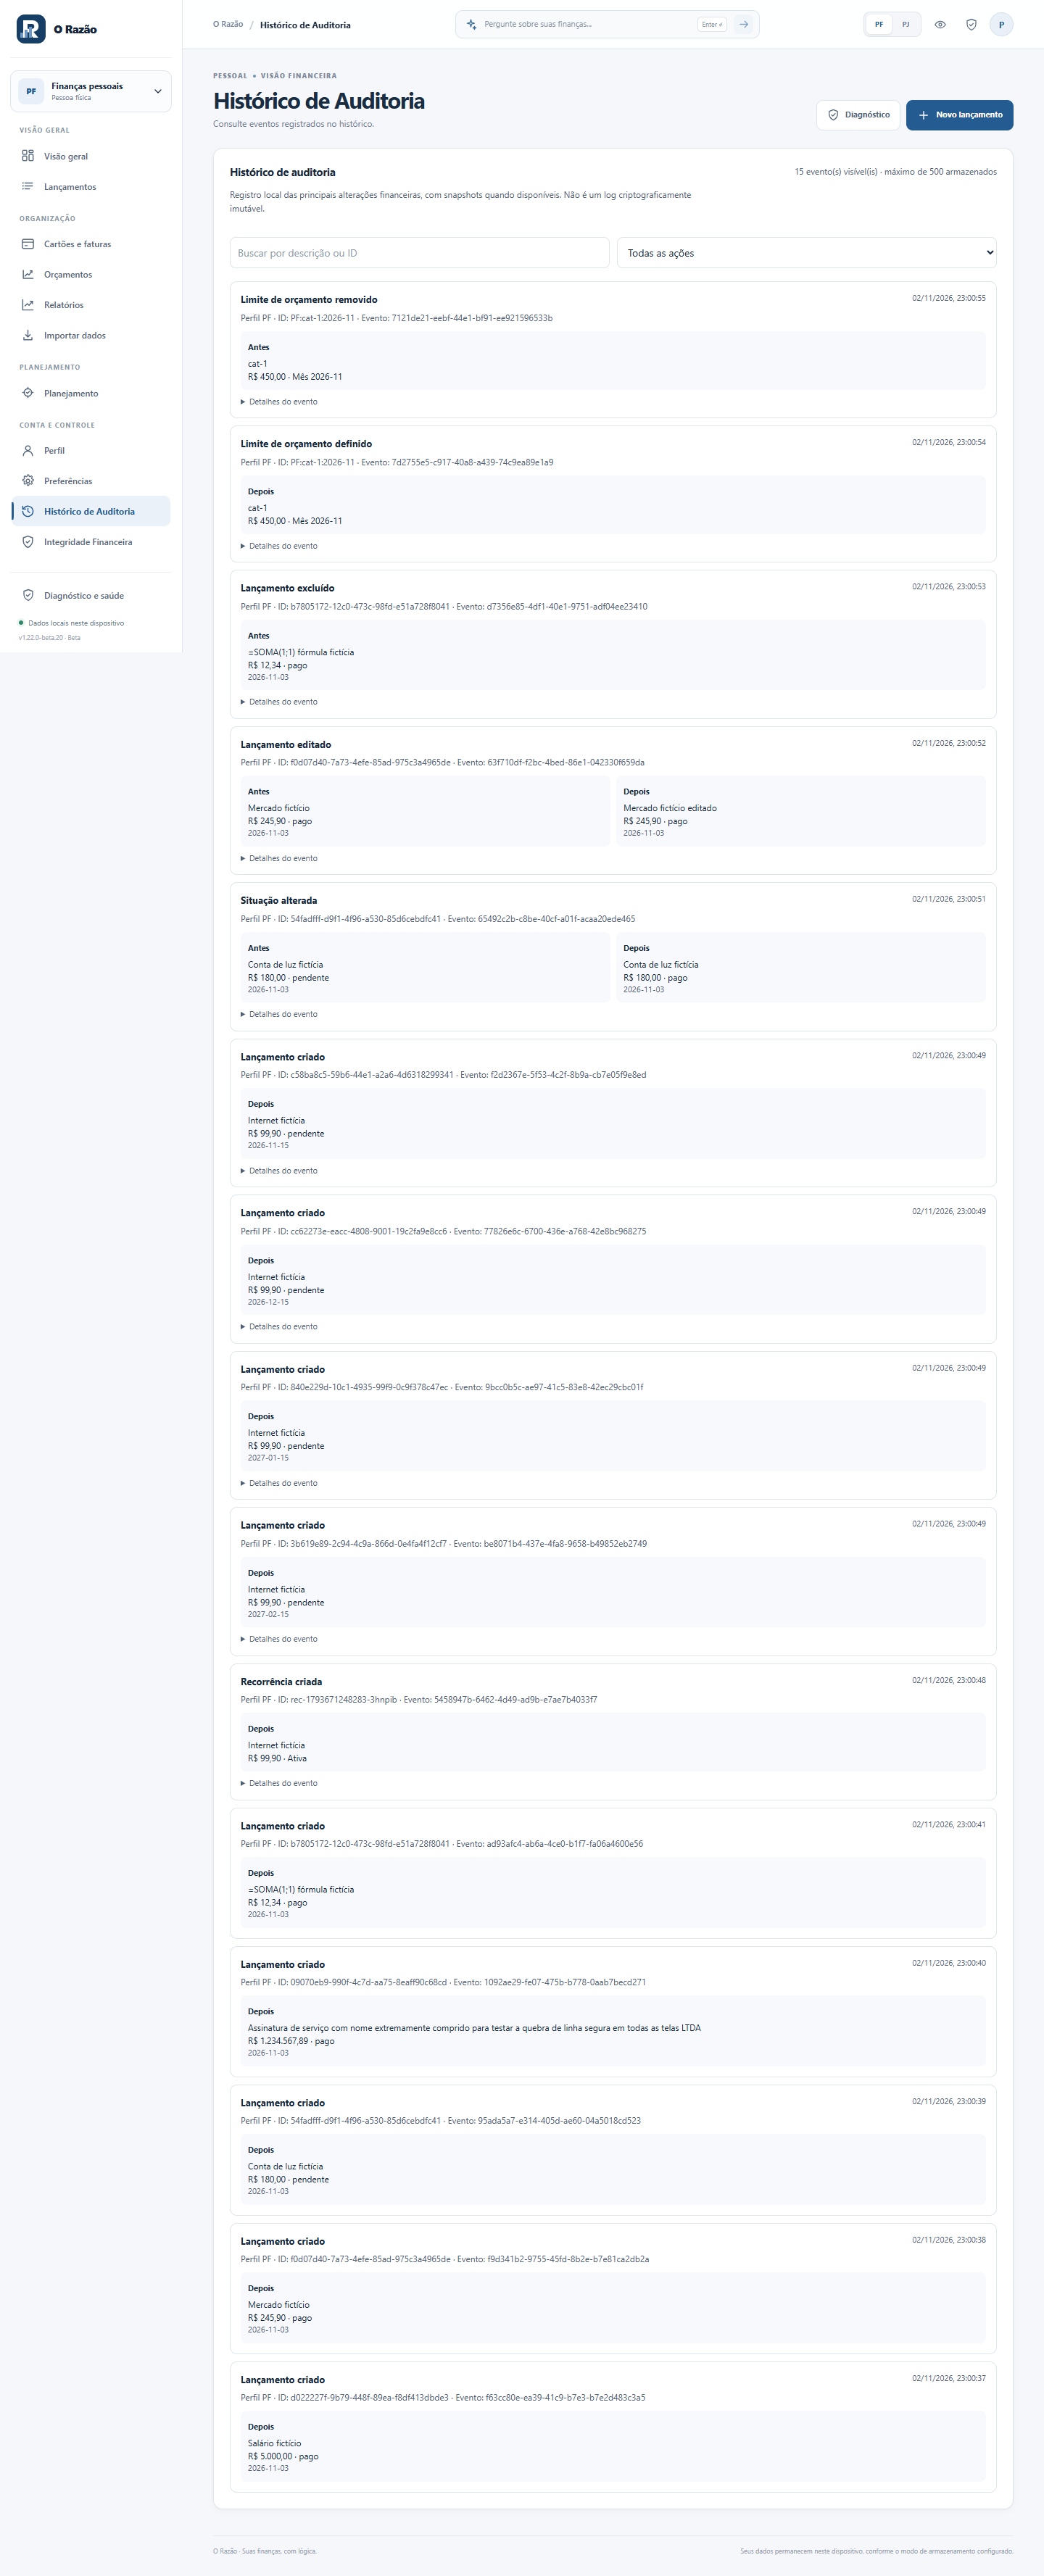 O Razão
PF
Finanças pessoais
Pessoa física
VISÃO GERAL
Visão geral
Lançamentos
ORGANIZAÇÃO
Cartões e faturas
Orçamentos
Relatórios
Importar dados
PLANEJAMENTO
Planejamento
CONTA E CONTROLE
Perfil
Preferências
Histórico de Auditoria
Integridade Financeira
Diagnóstico e saúde
Dados locais neste dispositivo
v1.22.0-beta.20 · Beta
O Razão / Histórico de Auditoria
Pergunte sobre suas finanças...
Enter ↵
PF PJ
P
PESSOAL • VISÃO FINANCEIRA
Histórico de Auditoria
Consulte eventos registrados no histórico.
Diagnóstico
Novo lançamento
Histórico de auditoria
15 evento(s) visível(is) · máximo de 500 armazenados
Registro local das principais alterações financeiras, com snapshots quando disponíveis. Não é um log criptograficamente
imutável.
Buscar por descrição ou ID
Todas as ações
Limite de orçamento removido
02/11/2026, 23:00:55
Perfil PF · ID: PF:cat-1:2026-11 · Evento: 7121de21-eebf-44e1-bf91-ee921596533b
Antes
cat-1
R$ 450,00 · Mês 2026-11
Detalhes do evento
Limite de orçamento definido
02/11/2026, 23:00:54
Perfil PF · ID: PF:cat-1:2026-11 · Evento: 7d2755e5-c917-40a8-a439-74c9ea89e1a9
Depois
cat-1
R$ 450,00 · Mês 2026-11
Detalhes do evento
Lançamento excluído
02/11/2026, 23:00:53
Perfil PF · ID: b7805172-12c0-473c-98fd-e51a728f8041 · Evento: d7356e85-4df1-40e1-9751-adf04ee23410
Antes
=SOMA(1;1) fórmula fictícia
R$ 12,34 · pago
2026-11-03
Detalhes do evento
Lançamento editado
02/11/2026, 23:00:52
Perfil PF · ID: f0d07d40-7a73-4efe-85ad-975c3a4965de · Evento: 63f710df-f2bc-4bed-86e1-042330f659da
Antes
Mercado fictício
R$ 245,90 · pago
2026-11-03
Depois
Mercado fictício editado
R$ 245,90 · pago
2026-11-03
Detalhes do evento
Situação alterada
02/11/2026, 23:00:51
Perfil PF · ID: 54fadfff-d9f1-4f96-a530-85d6cebdfc41 · Evento: 65492c2b-c8be-40cf-a01f-acaa20ede465
Antes
Conta de luz fictícia
R$ 180,00 · pendente
2026-11-03
Depois
Conta de luz fictícia
R$ 180,00 · pago
2026-11-03
Detalhes do evento
Lançamento criado
02/11/2026, 23:00:49
Perfil PF · ID: c58ba8c5-59b6-44e1-a2a6-4d6318299341 · Evento: f2d2367e-5f53-4c2f-8b9a-cb7e05f9e8ed
Depois
Internet fictícia
R$ 99,90 · pendente
2026-11-15
Detalhes do evento
Lançamento criado
02/11/2026, 23:00:49
Perfil PF · ID: cc62273e-eacc-4808-9001-19c2fa9e8cc6 · Evento: 77826e6c-6700-436e-a768-42e8bc968275
Depois
Internet fictícia
R$ 99,90 · pendente
2026-12-15
Detalhes do evento
Lançamento criado
02/11/2026, 23:00:49
Perfil PF · ID: 840e229d-10c1-4935-99f9-0c9f378c47ec · Evento: 9bcc0b5c-ae97-41c5-83e8-42ec29cbc01f
Depois
Internet fictícia
R$ 99,90 · pendente
2027-01-15
Detalhes do evento
Lançamento criado
02/11/2026, 23:00:49
Perfil PF · ID: 3b619e89-2c94-4c9a-866d-0e4fa4f12cf7 · Evento: be8071b4-437e-4fa8-9658-b49852eb2749
Depois
Internet fictícia
R$ 99,90 · pendente
2027-02-15
Detalhes do evento
Recorrência criada
02/11/2026, 23:00:48
Perfil PF · ID: rec-1793671248283-3hnpib · Evento: 5458947b-6462-4d49-ad9b-e7ae7b4033f7
Depois
Internet fictícia
R$ 99,90 · Ativa
Detalhes do evento
Lançamento criado
02/11/2026, 23:00:41
Perfil PF · ID: b7805172-12c0-473c-98fd-e51a728f8041 · Evento: ad93afc4-ab6a-4ce0-b1f7-fa06a4600e56
Depois
=SOMA(1;1) fórmula fictícia
R$ 12,34 · pago
2026-11-03
Lançamento criado
02/11/2026, 23:00:40
Perfil PF · ID: 09070eb9-990f-4c7d-aa75-8eaff90c68cd · Evento: 1092ae29-fe07-475b-b778-0aab7becd271
Depois
Assinatura de serviço com nome extremamente comprido para testar a quebra de linha segura em todas as telas LTDA
R$ 1.234.567,89 · pago
2026-11-03
Lançamento criado
02/11/2026, 23:00:39
Perfil PF · ID: 54fadfff-d9f1-4f96-a530-85d6cebdfc41 · Evento: 95ada5a7-e314-405d-ae60-04a5018cd523
Depois
Conta de luz fictícia
R$ 180,00 · pendente
2026-11-03
Lançamento criado
02/11/2026, 23:00:38
Perfil PF · ID: f0d07d40-7a73-4efe-85ad-975c3a4965de · Evento: f9d341b2-9755-45fd-8b2e-b7e81ca2db2a
Depois
Mercado fictício
R$ 245,90 · pago
2026-11-03
Lançamento criado
02/11/2026, 23:00:37
Perfil PF · ID: d022227f-9b79-448f-89ea-f8df413dbde3 · Evento: f63cc80e-ea39-41c9-b7e3-b7e2d483c3a5
Depois
Salário fictício
R$ 5.000,00 · pago
2026-11-03
O Razão · Suas finanças, com lógica.
Seus dados permanecem neste dispositivo, conforme o modo de armazenamento configurado.